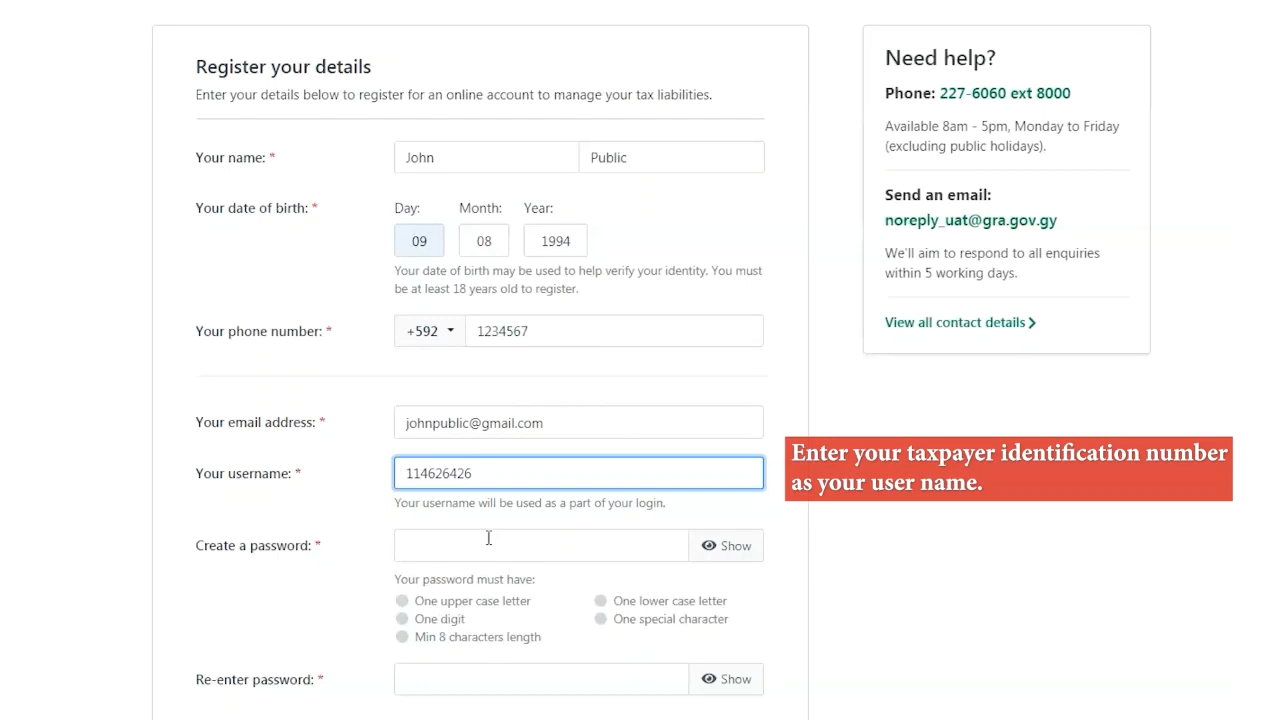 Register your details
Enter your details below to register for an online account to manage your tax liabilities.
Your name: *
John
Public
Your date of birth: *
Day:
Month:
Year:
09
08
1994
Your date of birth may be used to help verify your identity. You must
be at least 18 years old to register.
Your phone number: *
+592
1234567
Your email address: *
johnpublic@gmail.com
Your username: *
114626426
Your username will be used as a part of your login.
Create a password: *
Show
Your password must have:
One upper case letter
One lower case letter
One digit
One special character
Min 8 characters length
Re-enter password: *
Show
Need help?
Phone: 227-6060 ext 8000
Available 8am - 5pm, Monday to Friday
(excluding public holidays).
Send an email:
noreply_uat@gra.gov.gy
We'll aim to respond to all enquiries
within 5 working days.
View all contact details
Enter your taxpayer identification number
as your user name.